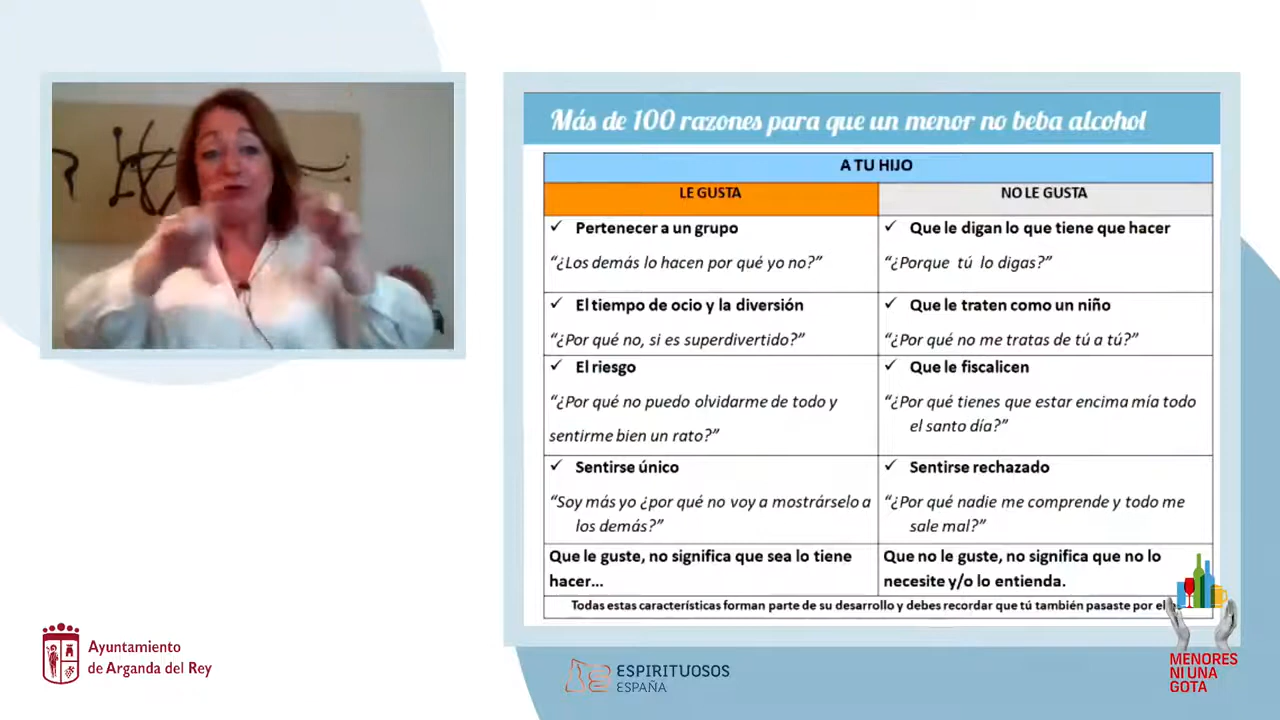 Más de 100 razones para que un menor no beba alcohol
A TU HIJO
LE GUSTA
NO LE GUSTA
✓ Pertenecer a un grupo
"¿Los demás lo hacen por qué yo no?"
✓ Que le digan lo que tiene que hacer
"¿Porque tú lo digas?"
✓ El tiempo de ocio y la diversión
"¿Por qué no, si es superdivertido?"
✓ Que le traten como un niño
"¿Por qué no me tratas de tú a tú?"
✓ El riesgo
"¿Por qué no puedo olvidarme de todo y
sentirme bien un rato?"
✓ Que le fiscalicen
"¿Por qué tienes que estar encima mía todo
el santo día?"
✓ Sentirse único
"Soy más yo ¿por qué no voy a mostrárselo a
los demás?"
✓ Sentirse rechazado
"¿Por qué nadie me comprende y todo me
sale mal?"
Que le guste, no significa que sea lo tiene
hacer...
Que no le guste, no significa que no lo
necesite y/o lo entienda.
Todas estas características forman parte de su desarrollo y debes recordar que tú también pasaste por
Ayuntamiento
de Arganda del Rey
ESPIRITUOSOS
ESPAÑA
MENORES
NI UNA
GOTA